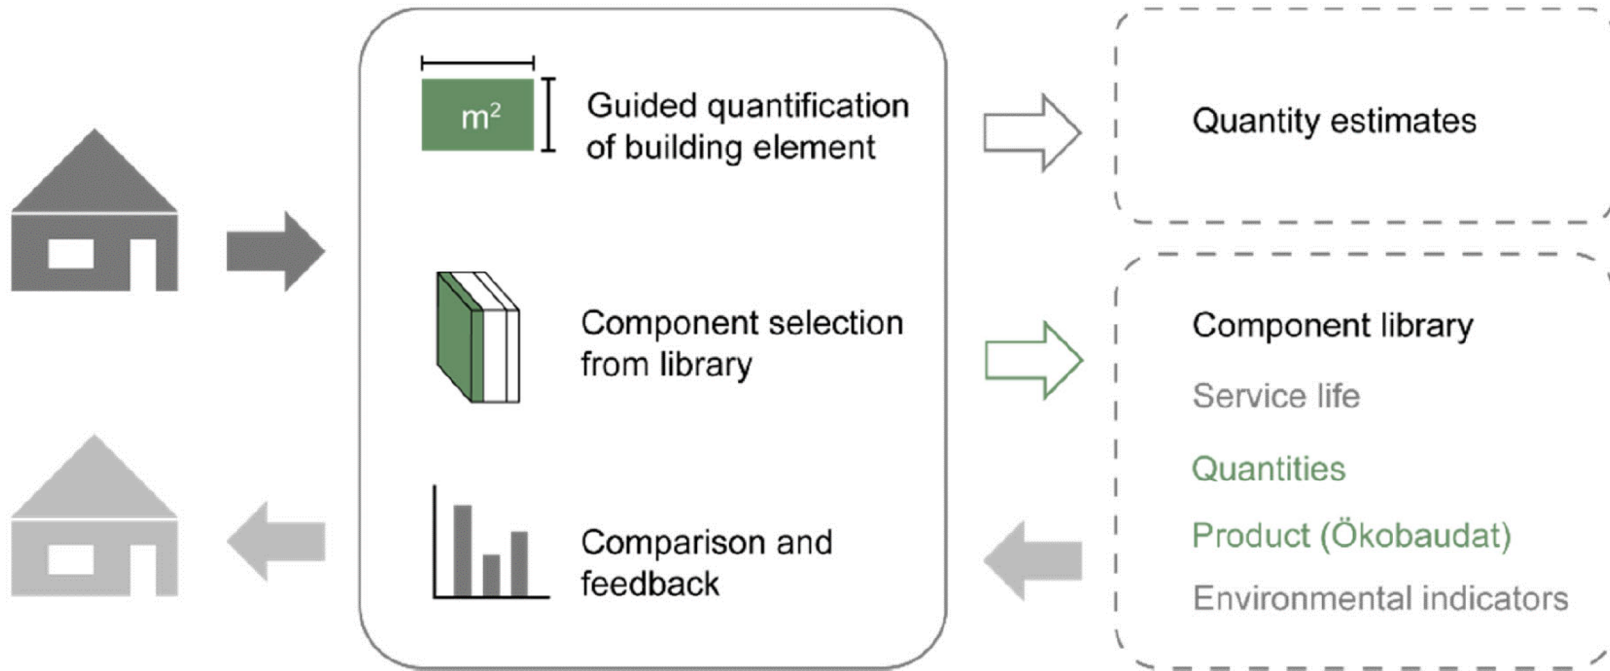 m²
Guided quantification
of building element
Component selection
from library
Comparison and
feedback
Quantity estimates
Component library
Service life
Quantities
Product (Ökobaudat)
Environmental indicators